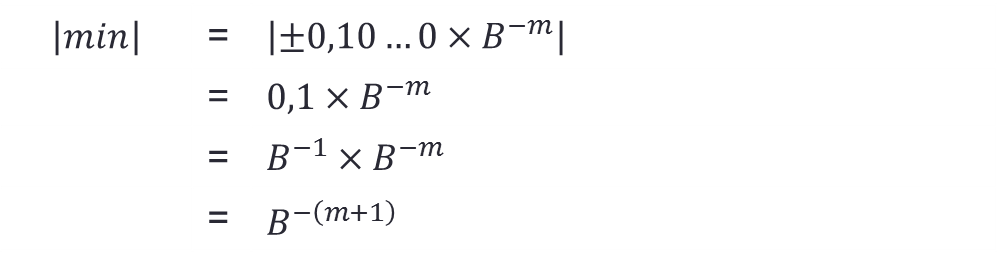 |min| = |±0,10 … 0 × B⁻ᵐ|
= 0,1 × B⁻ᵐ
= B⁻¹ × B⁻ᵐ
= B⁻⁽ᵐ⁺¹⁾